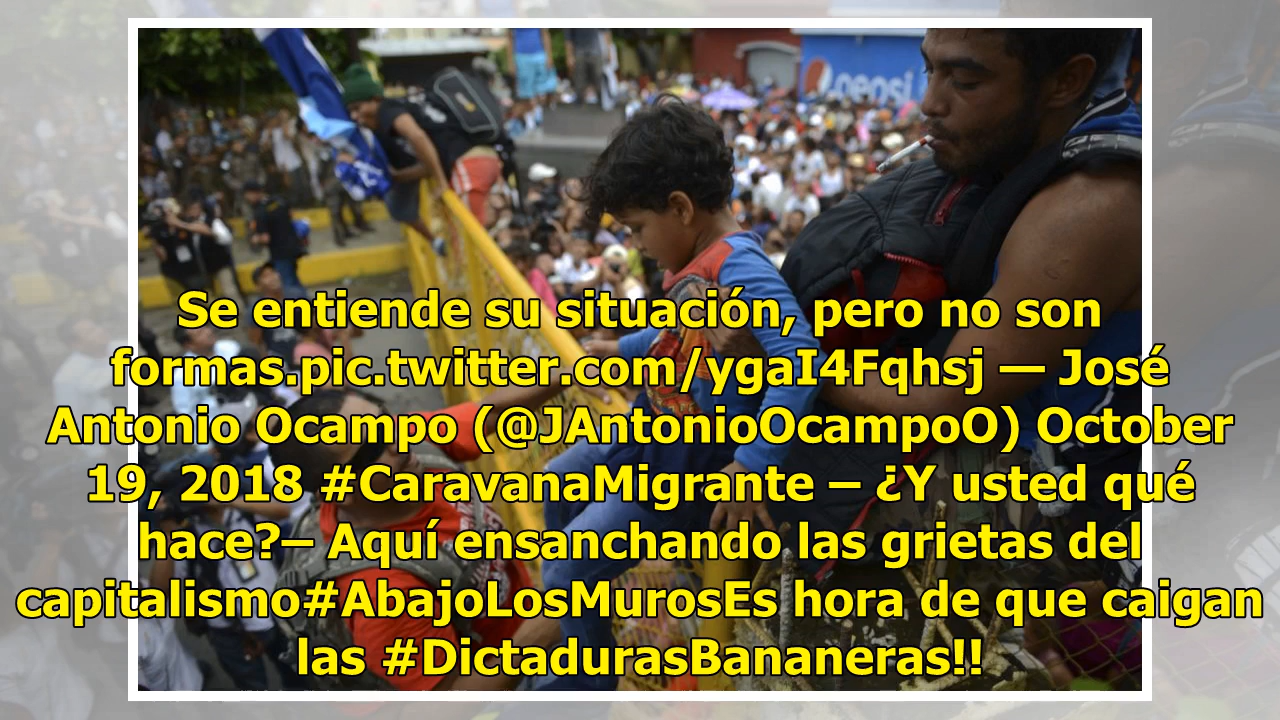 pepsi
Se entiende su situación, pero no son
formas.pic.twitter.com/ygaI4Fqhsj — José
Antonio Ocampo (@JAntonioOcampoO) October
19, 2018 #CaravanaMigrante – ¿Y usted qué
hace?– Aquí ensanchando las grietas del
capitalismo#AbajoLosMurosEs hora de que caigan
las #DictadurasBananeras!!